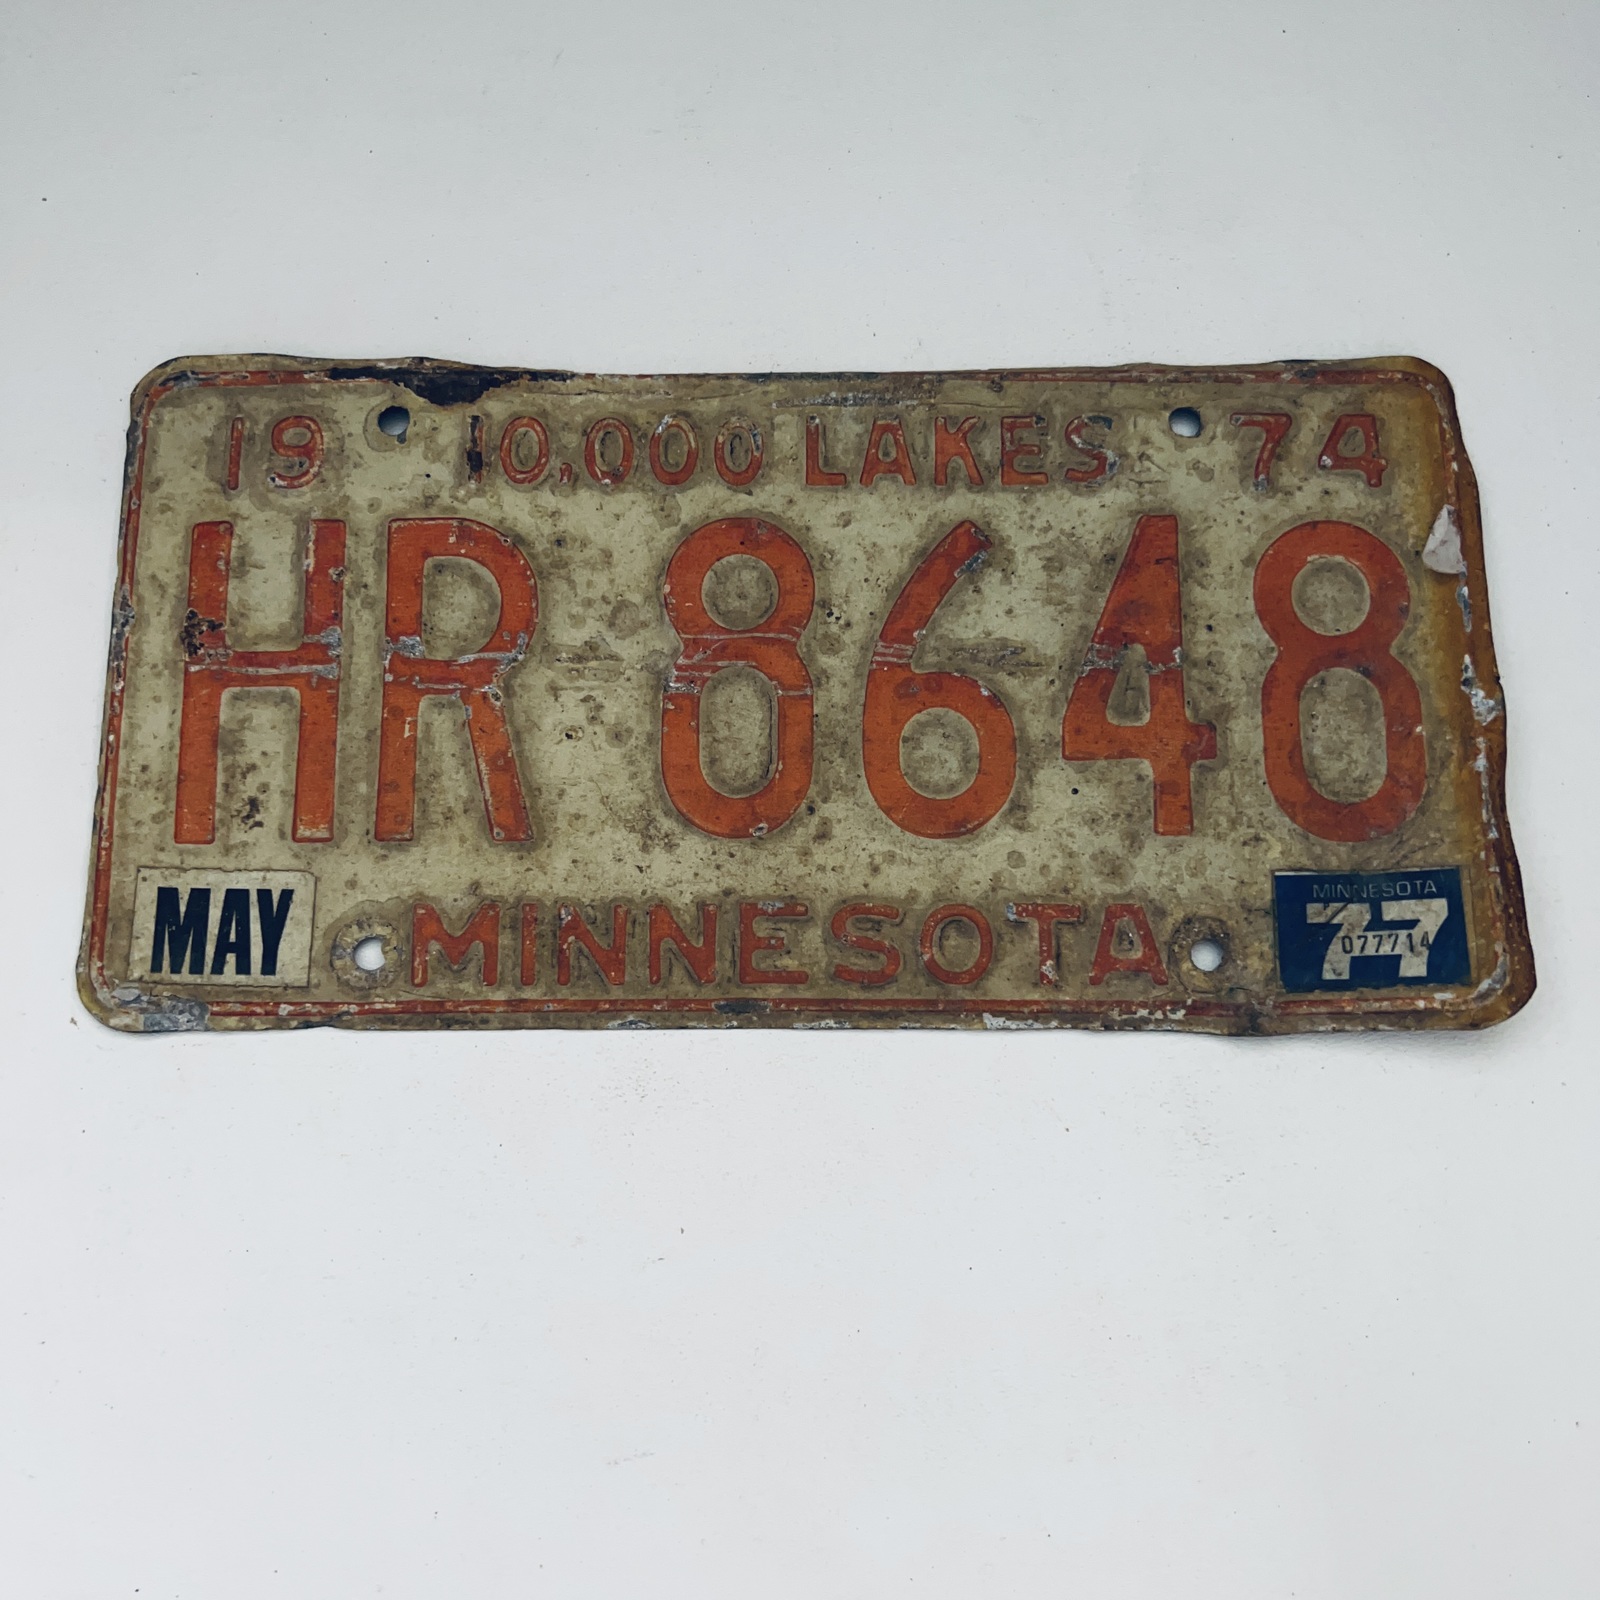 19 10,000 LAKES 74
HR 8648
MAY MINNESOTA
MINNESOTA
77
077714